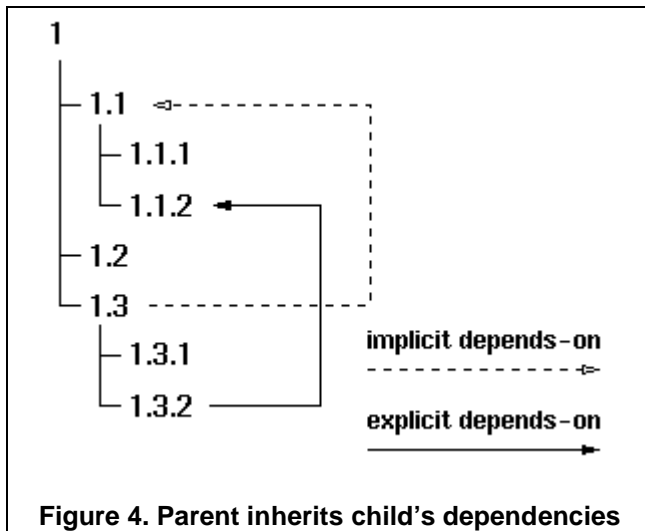 1
1.1
1.1.1
1.1.2
1.2
1.3
1.3.1
1.3.2
implicit depends-on
explicit depends-on
Figure 4. Parent inherits child's dependencies